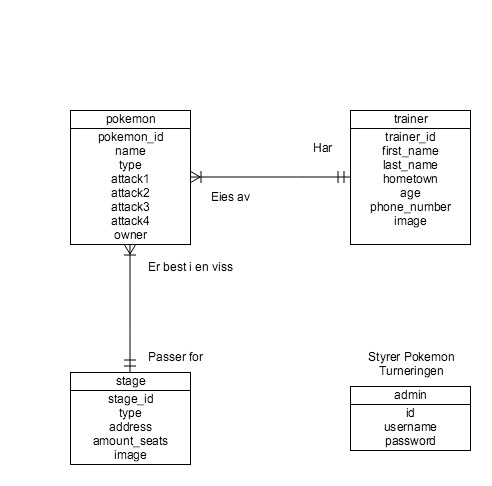 pokemon
pokemon_id
name
type
attack1
attack2
attack3
attack4
owner
Har
Eies av
trainer
trainer_id
first_name
last_name
hometown
age
phone_number
image
Er best i en viss
Passer for
stage
stage_id
type
address
amount_seats
image
Styrer Pokemon
Turneringen
admin
id
username
password